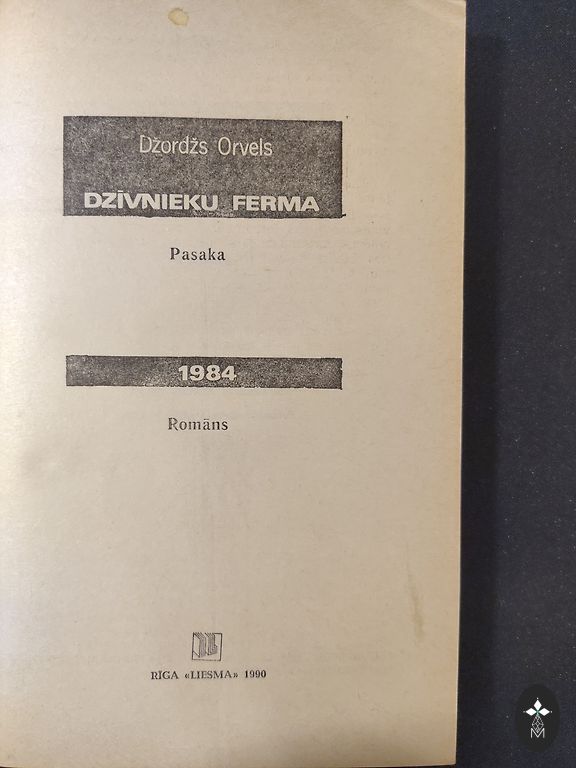 Džordžs Orvels
DZĪVNIEKU FERMA
Pasaka
1984
Romāns
RĪGA «LIESMA» 1990
M